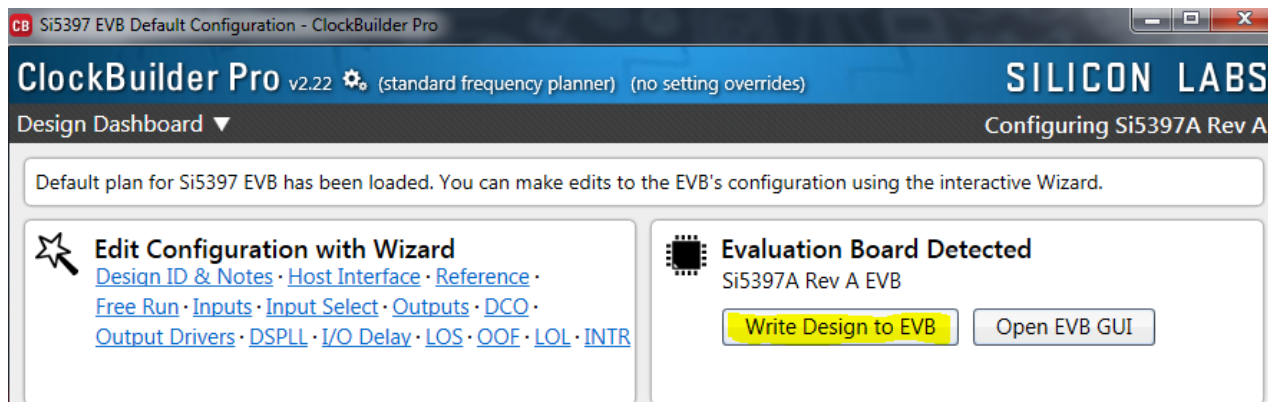 CB Si5397 EVB Default Configuration - ClockBuilder Pro
ClockBuilder Pro v2.22 (standard frequency planner) (no setting overrides) SILICON LABS
Design Dashboard ▼ Configuring Si5397A Rev A
Default plan for Si5397 EVB has been loaded. You can make edits to the EVB's configuration using the interactive Wizard.
Edit Configuration with Wizard
Design ID & Notes · Host Interface · Reference ·
Free Run · Inputs · Input Select · Outputs · DCO ·
Output Drivers · DSPLL · I/O Delay · LOS · OOF · LOL · INTR
Evaluation Board Detected
Si5397A Rev A EVB
Write Design to EVB Open EVB GUI